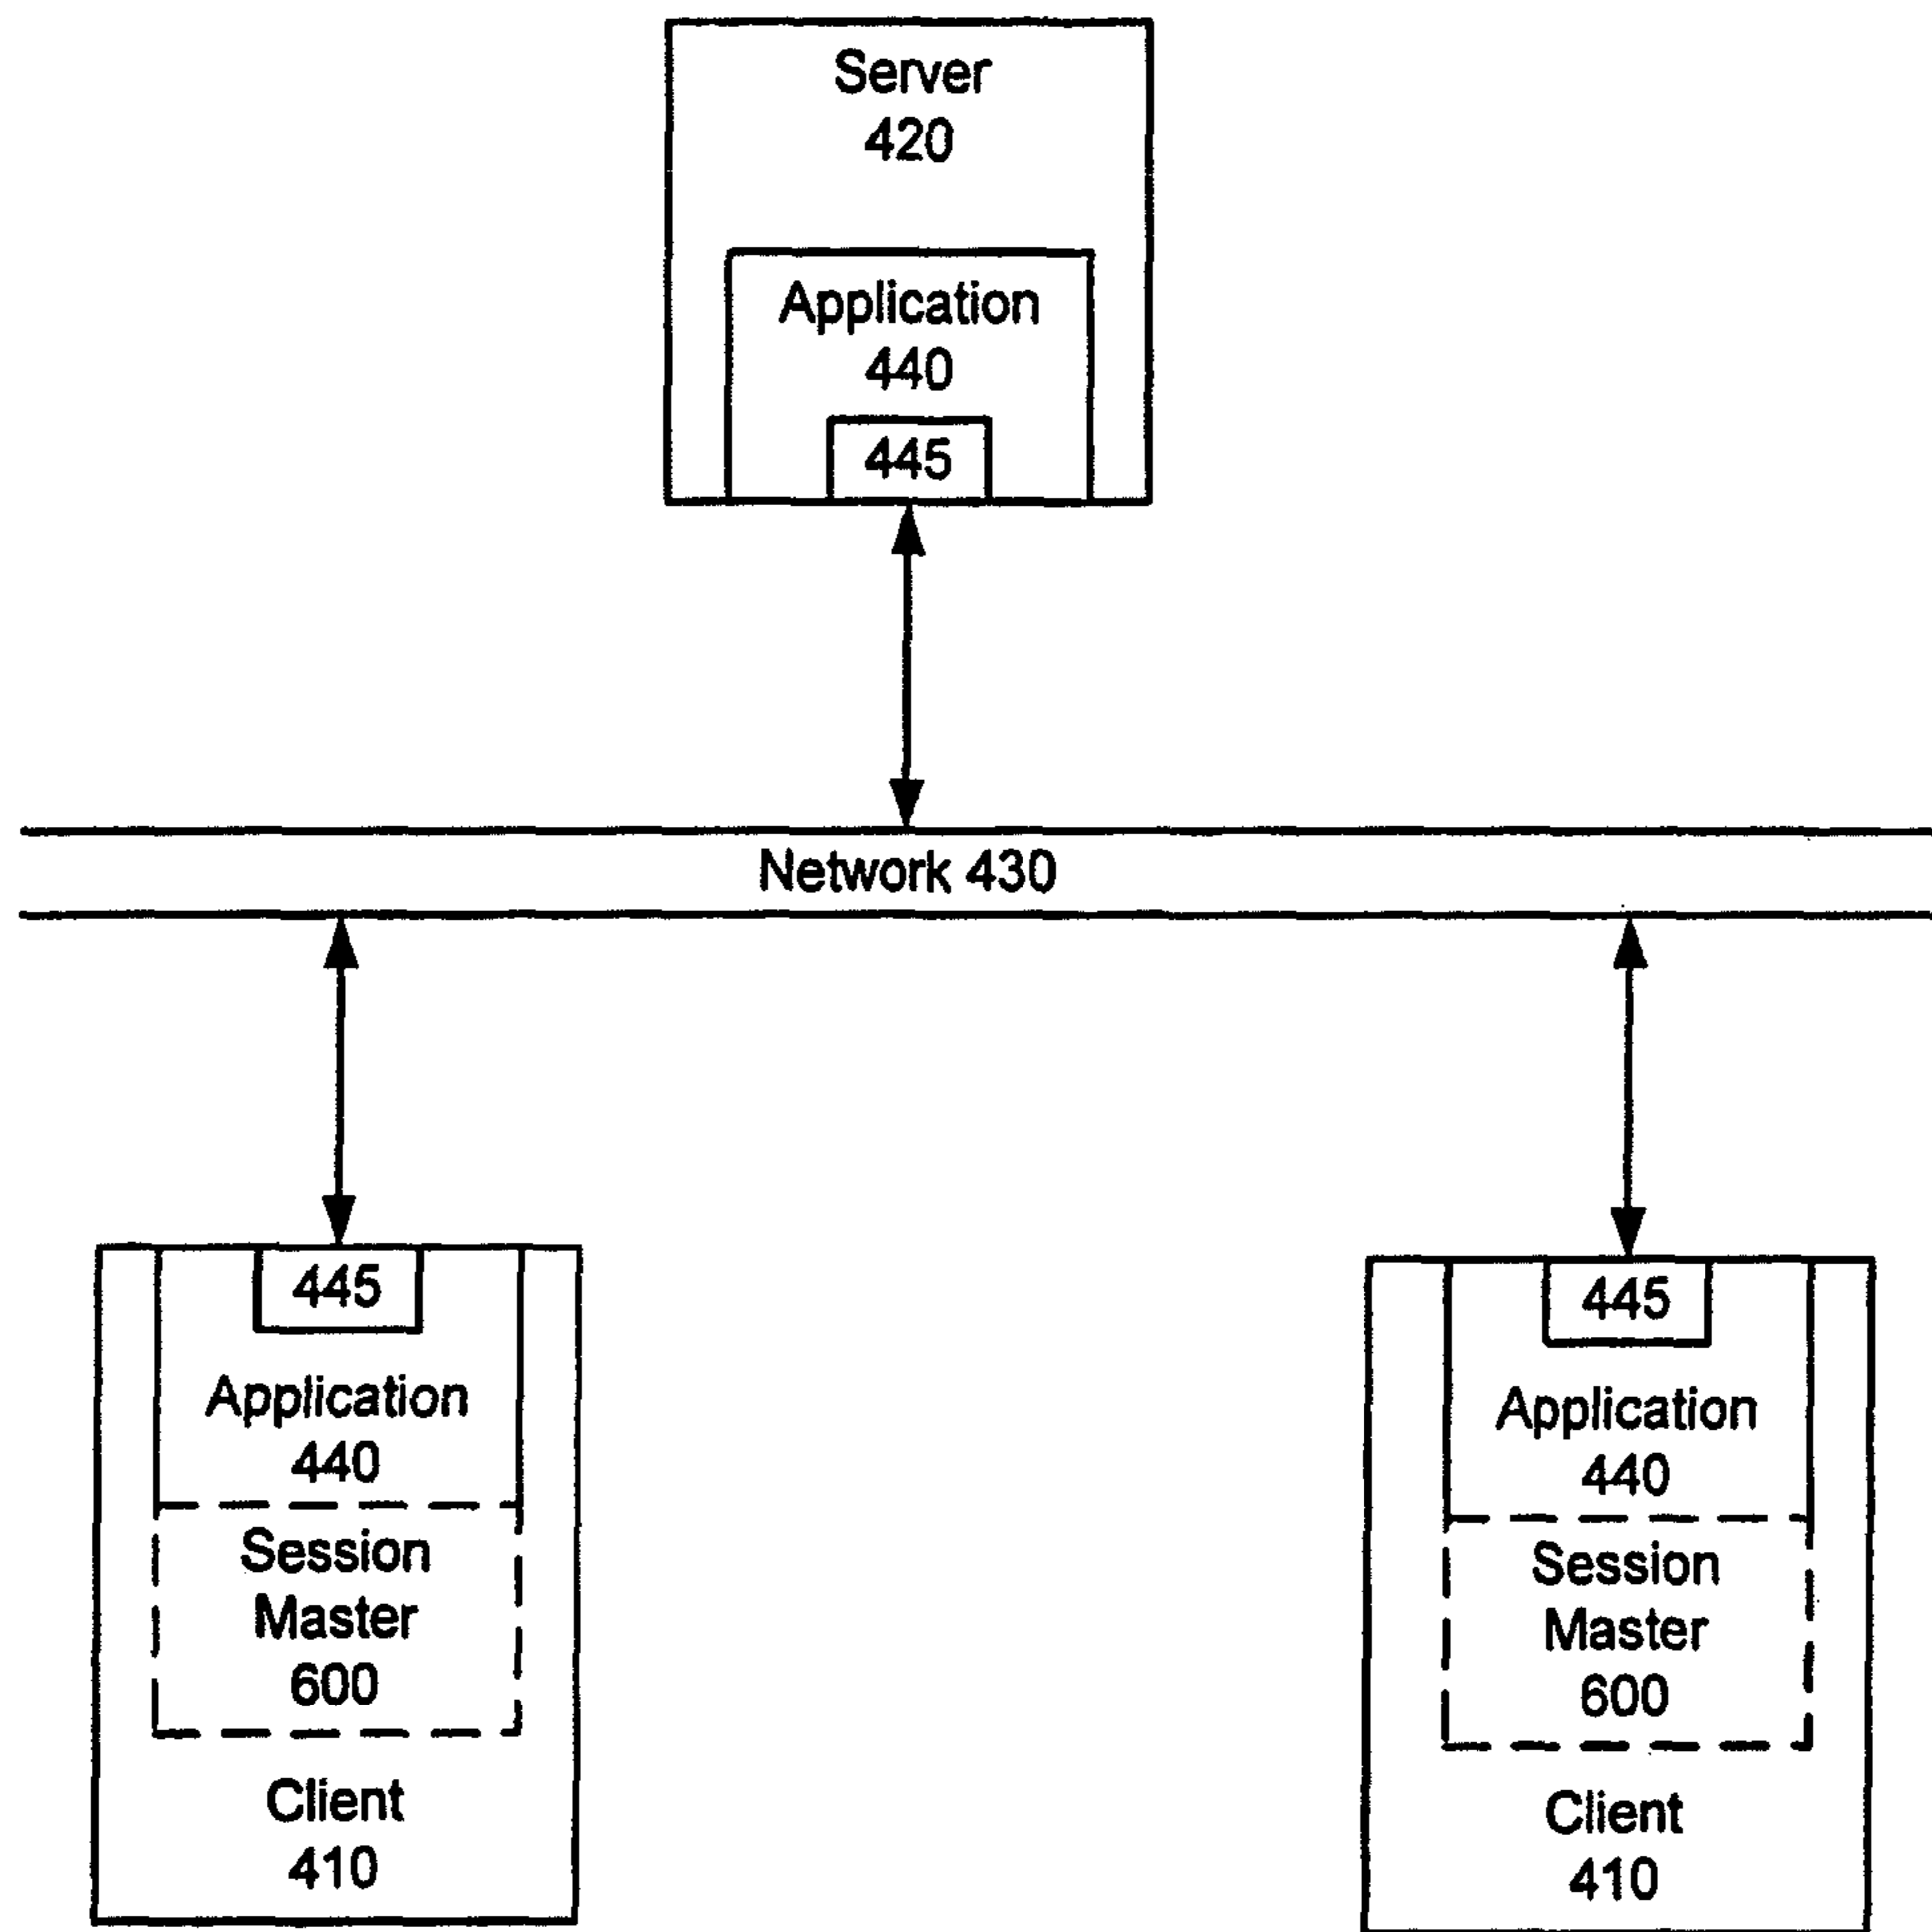 Server
420
Application
440
445
Network 430
445
Application
440
Session
Master
600
Client
410
445
Application
440
Session
Master
600
Client
410